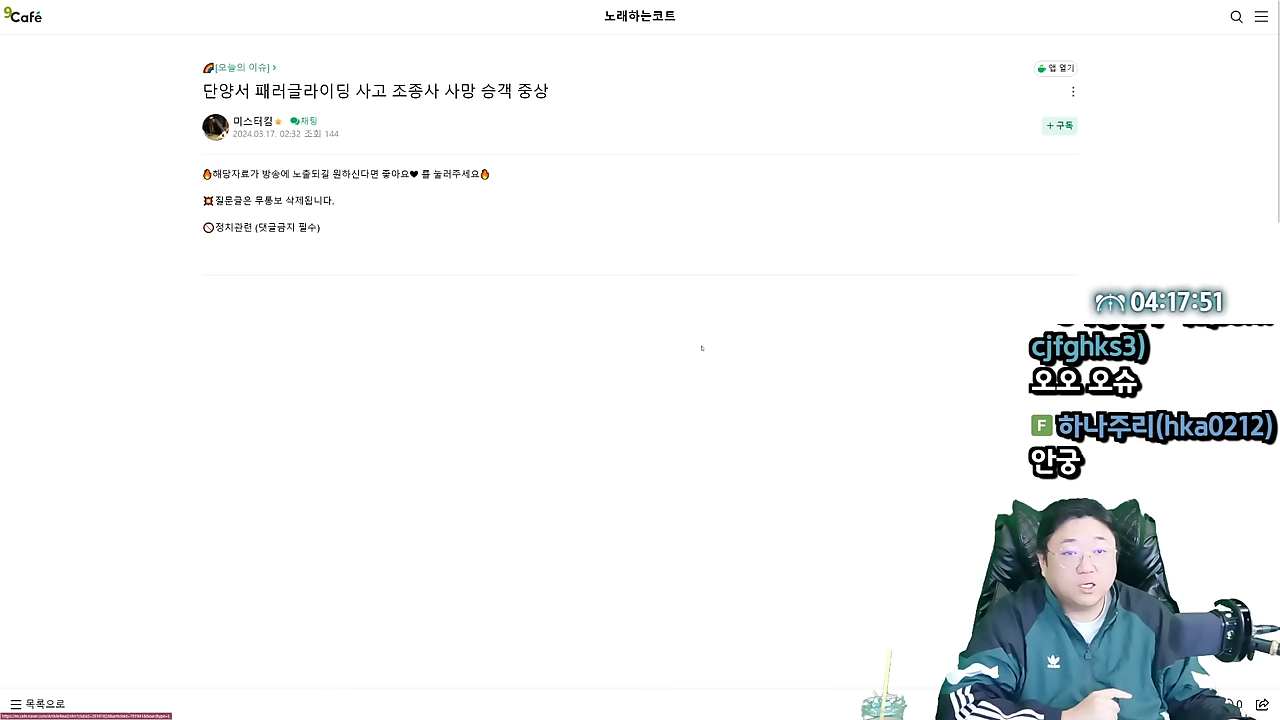 Café
노래하는코트
[오늘의 이슈] >
앱 열기
단양서 패러글라이딩 사고 조종사 사망 승객 중상
미스터컬 채팅
2024.03.17. 02:32 조회 144
+ 구독
해당자료가 방송에 노출되길 원하신다면 좋아요♥ 를 눌러주세요
질문글은 무통보 삭제됩니다.
정치관련 (댓글금지 필수)
04:17:51
cjfghks3)
오오 오슈
F 하나주리(hka0212)
안궁
목록으로
0